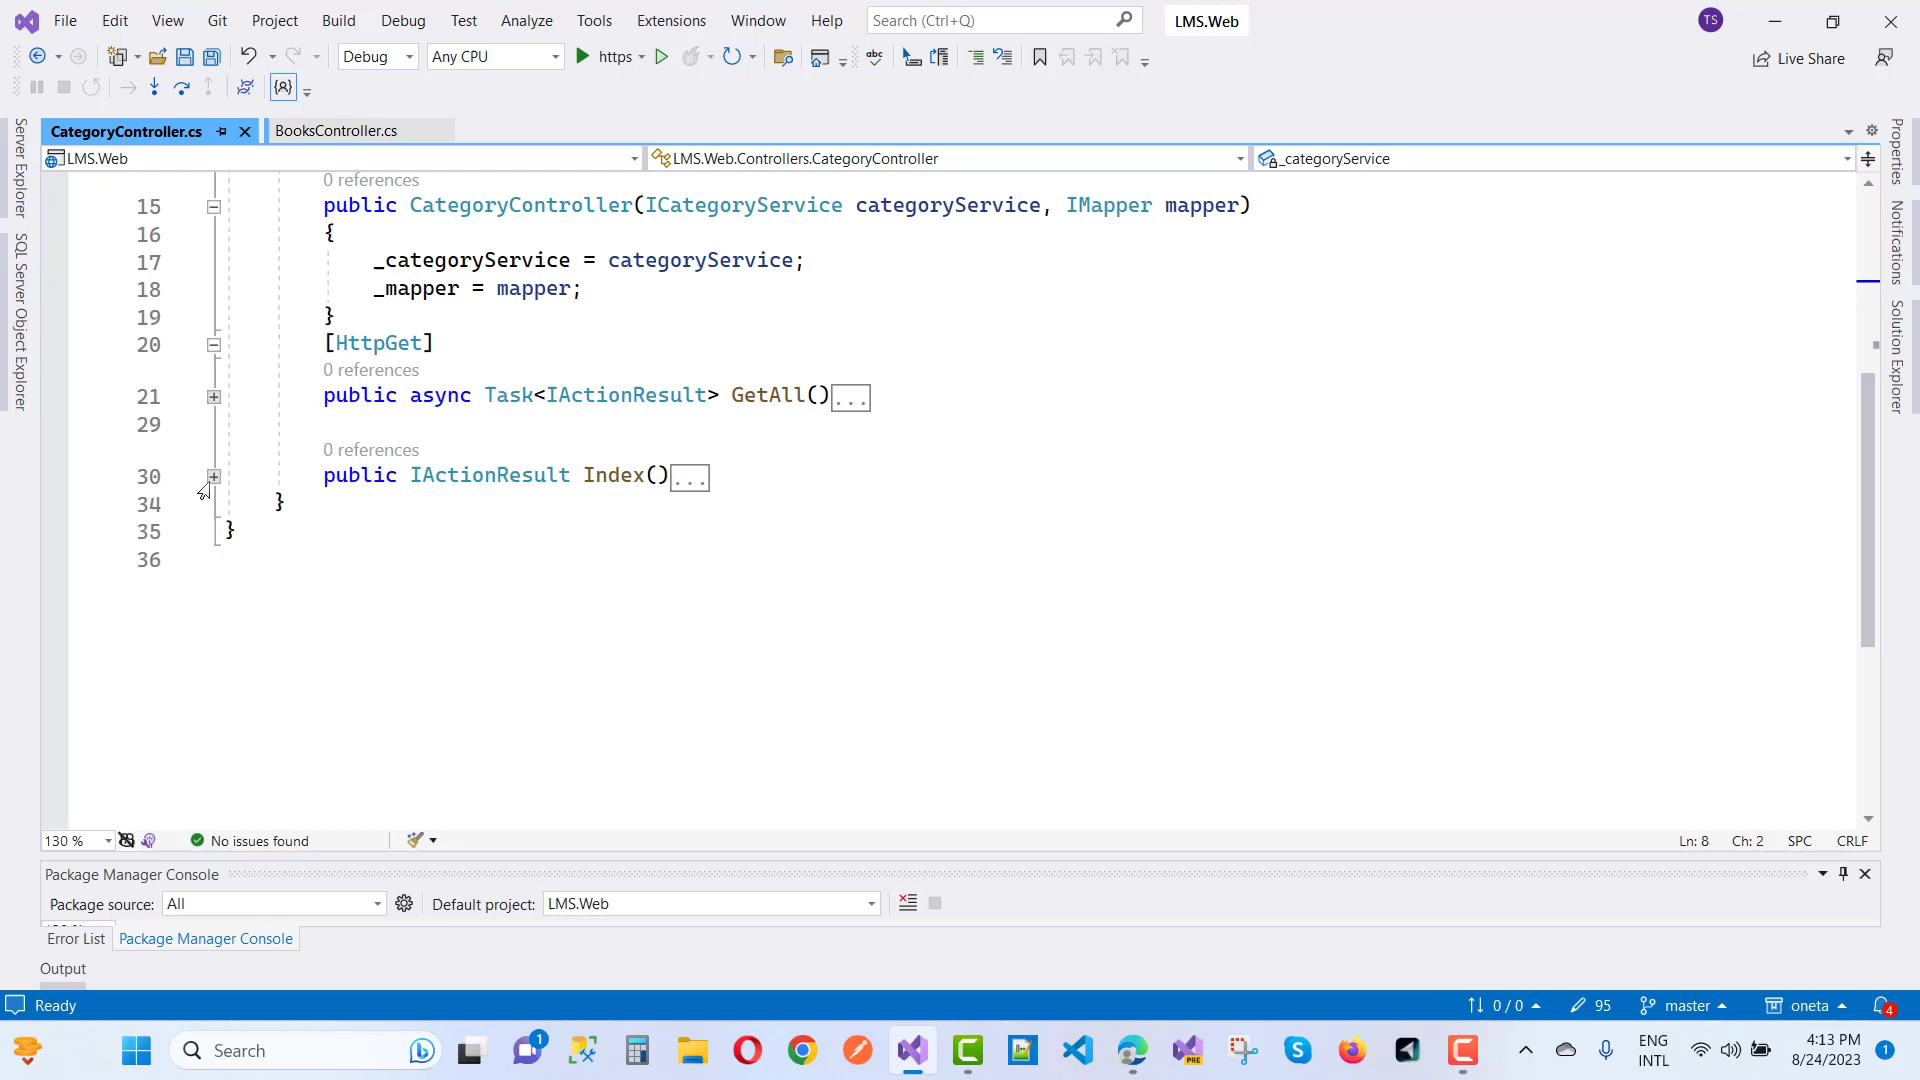 File Edit View Git Project Build Debug Test Analyze Tools Extensions Window Help Search (Ctrl+Q) LMS.Web TS
Debug Any CPU https abc Live Share
CategoryController.cs BooksController.cs
LMS.Web LMS.Web.Controllers.CategoryController _categoryService
Server Explorer
SQL Server Object Explorer
0 references
15 public CategoryController(ICategoryService categoryService, IMapper mapper)
16 {
17 _categoryService = categoryService;
18 _mapper = mapper;
19 }
20 [HttpGet]
0 references
21 public async Task<IActionResult> GetAll()...
29
0 references
30 public IActionResult Index()...
34 }
35 }
36
Properties
Notifications
Solution Explorer
130 % No issues found Ln: 8 Ch: 2 SPC CRLF
Package Manager Console
Package source: All Default project: LMS.Web
Error List Package Manager Console
Output
Ready 0 / 0 95 master oneta 4
Search 1 PRE ENG INTL 4:13 PM 8/24/2023 1